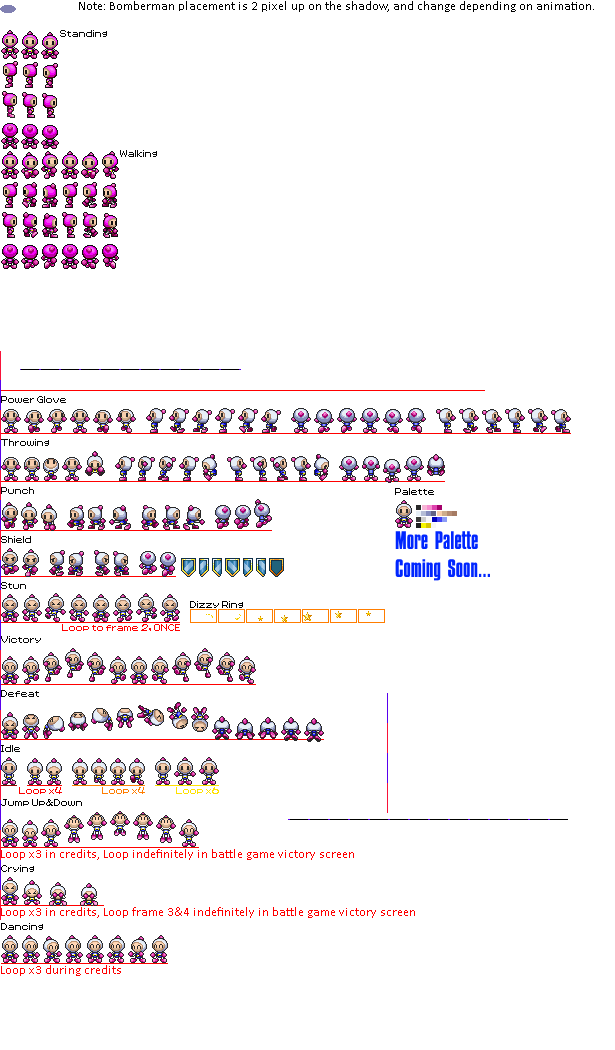 Note: Bomberman placement is 2 pixel up on the shadow, and change depending on animation.
Standing
Walking
Power Glove
Throwing
Punch
Palette
More Palette
Coming Soon...
Shield
Stun
Dizzy Ring
Loop to frame 2,ONCE
Victory
Defeat
Idle
Loop x4
Loop x4
Loop x6
Jump Up&Down
Loop x3 in credits, Loop indefinitely in battle game victory screen
Crying
Loop x3 in credits, Loop frame 3&4 indefinitely in battle game victory screen
Dancing
Loop x3 during credits